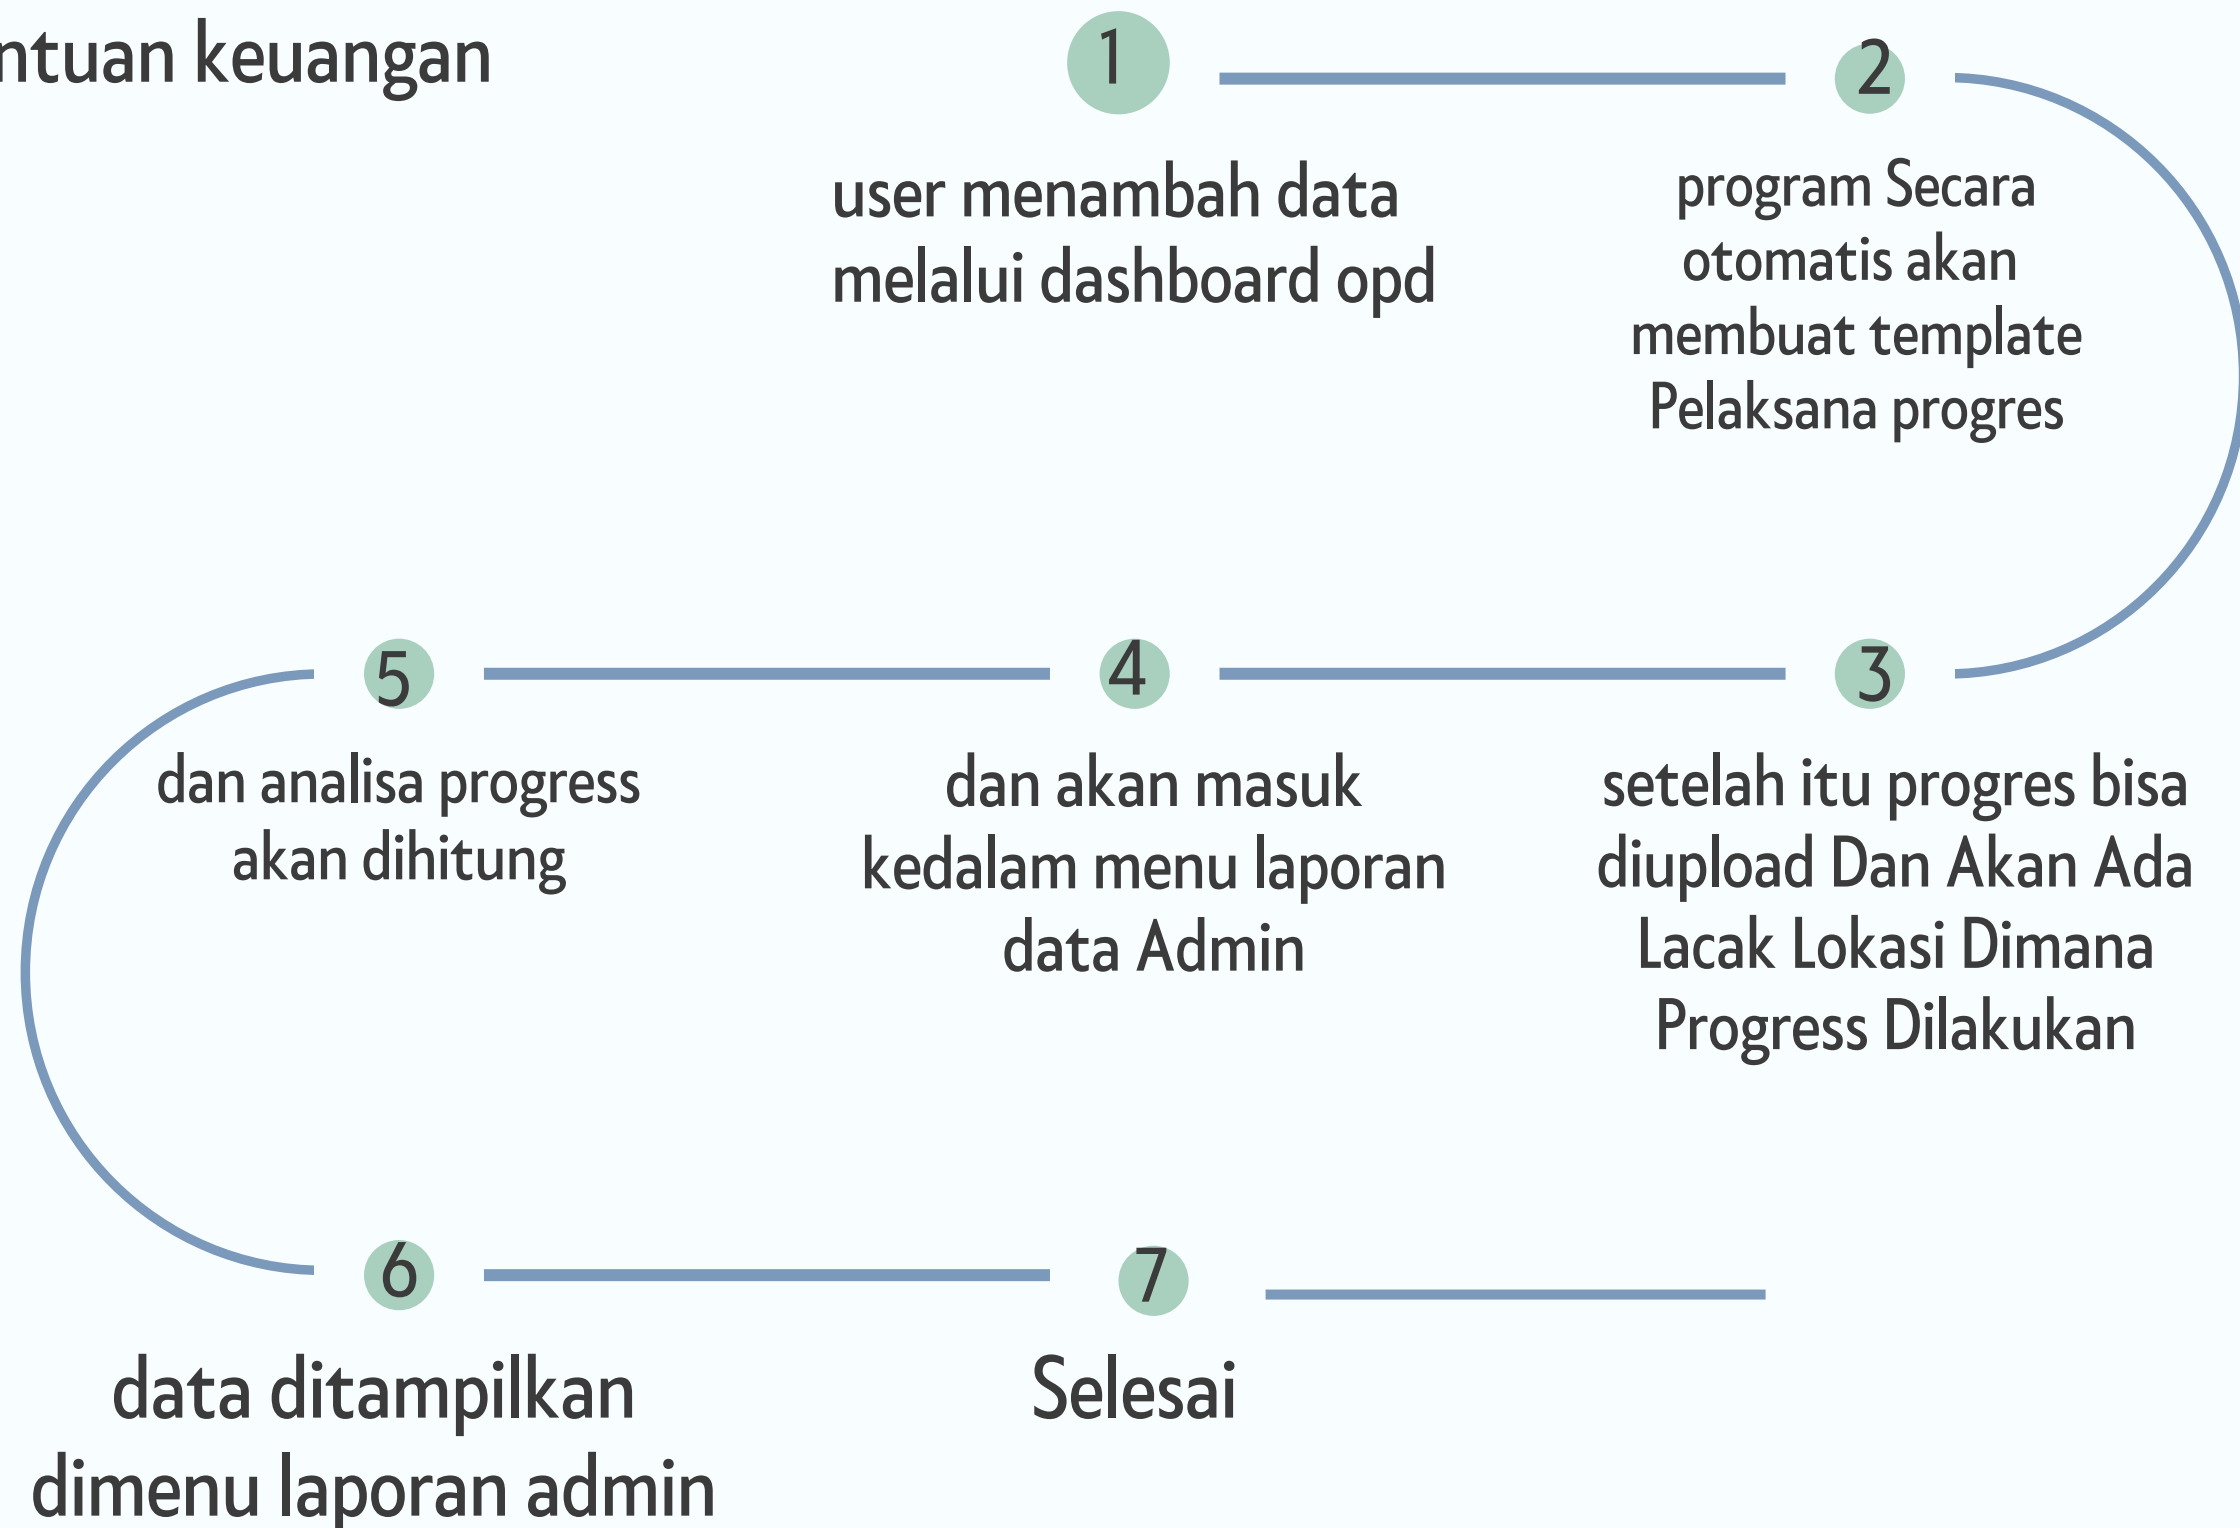 ntuan keuangan
1
user menambah data
melalui dashboard opd
2
program Secara
otomatis akan
membuat template
Pelaksana progres
3
setelah itu progres bisa
diupload Dan Akan Ada
Lacak Lokasi Dimana
Progress Dilakukan
4
dan akan masuk
kedalam menu laporan
data Admin
5
dan analisa progress
akan dihitung
6
data ditampilkan
dimenu laporan admin
7
Selesai